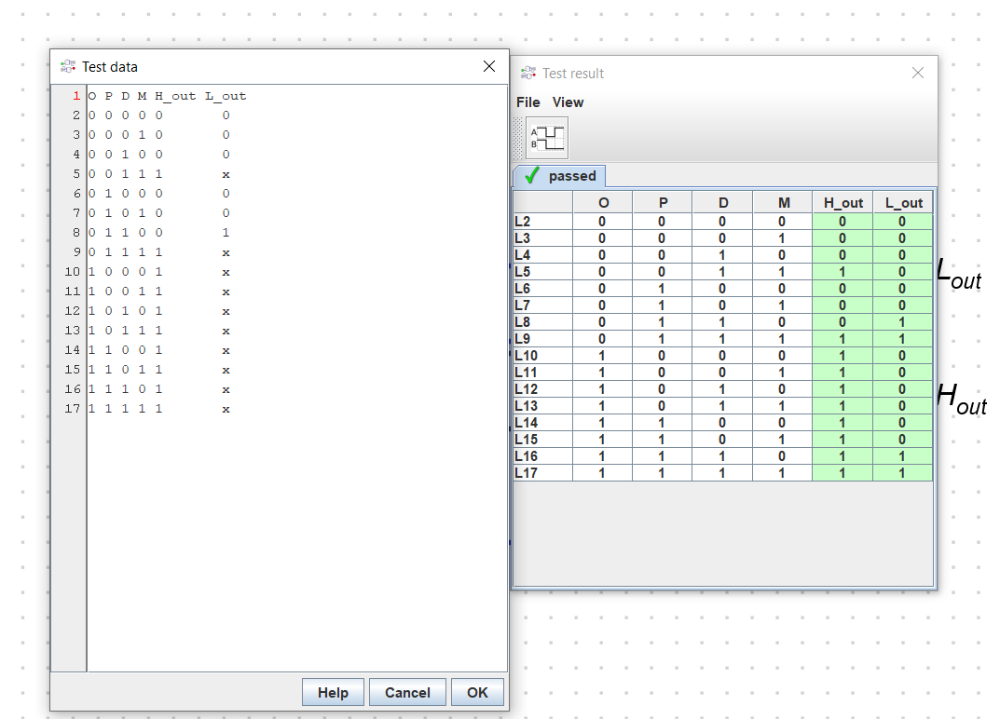 Test data
1 O P D M H_out L_out
2 0 0 0 0 0 0
3 0 0 0 1 0 0
4 0 0 1 0 0 0
5 0 0 1 1 1 x
6 0 1 0 0 0 0
7 0 1 0 1 0 0
8 0 1 1 0 0 1
9 0 1 1 1 1 x
10 1 0 0 0 1 x
11 1 0 0 1 1 x
12 1 0 1 0 1 x
13 1 0 1 1 1 x
14 1 1 0 0 1 x
15 1 1 0 1 1 x
16 1 1 1 0 1 x
17 1 1 1 1 1 x
Help Cancel OK
Test result
File View
A
B
passed
O P D M H_out L_out
L2 0 0 0 0 0 0
L3 0 0 0 1 0 0
L4 0 0 1 0 0 0
L5 0 0 1 1 1 0
L6 0 1 0 0 0 0
L7 0 1 0 1 0 0
L8 0 1 1 0 0 1
L9 0 1 1 1 1 1
L10 1 0 0 0 1 0
L11 1 0 0 1 1 0
L12 1 0 1 0 1 0
L13 1 0 1 1 1 0
L14 1 1 0 0 1 0
L15 1 1 0 1 1 0
L16 1 1 1 0 1 1
L17 1 1 1 1 1 1
Lout
Hout